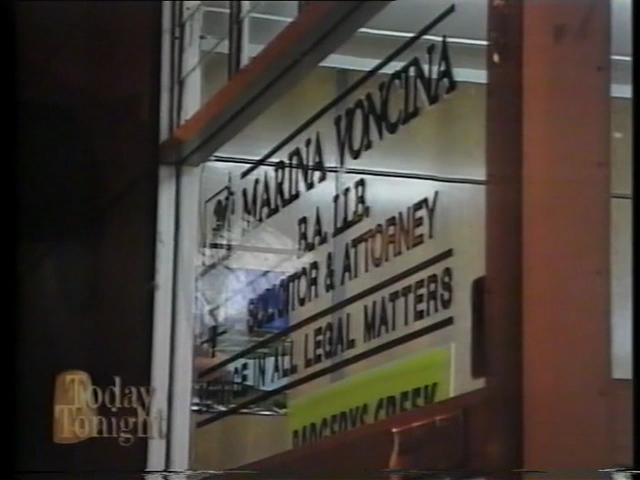 MARINA VONCINA
B.A. LL.B.
SOLICITOR & ATTORNEY
IN ALL LEGAL MATTERS
BADGERYS CREEK
Today
Tonight